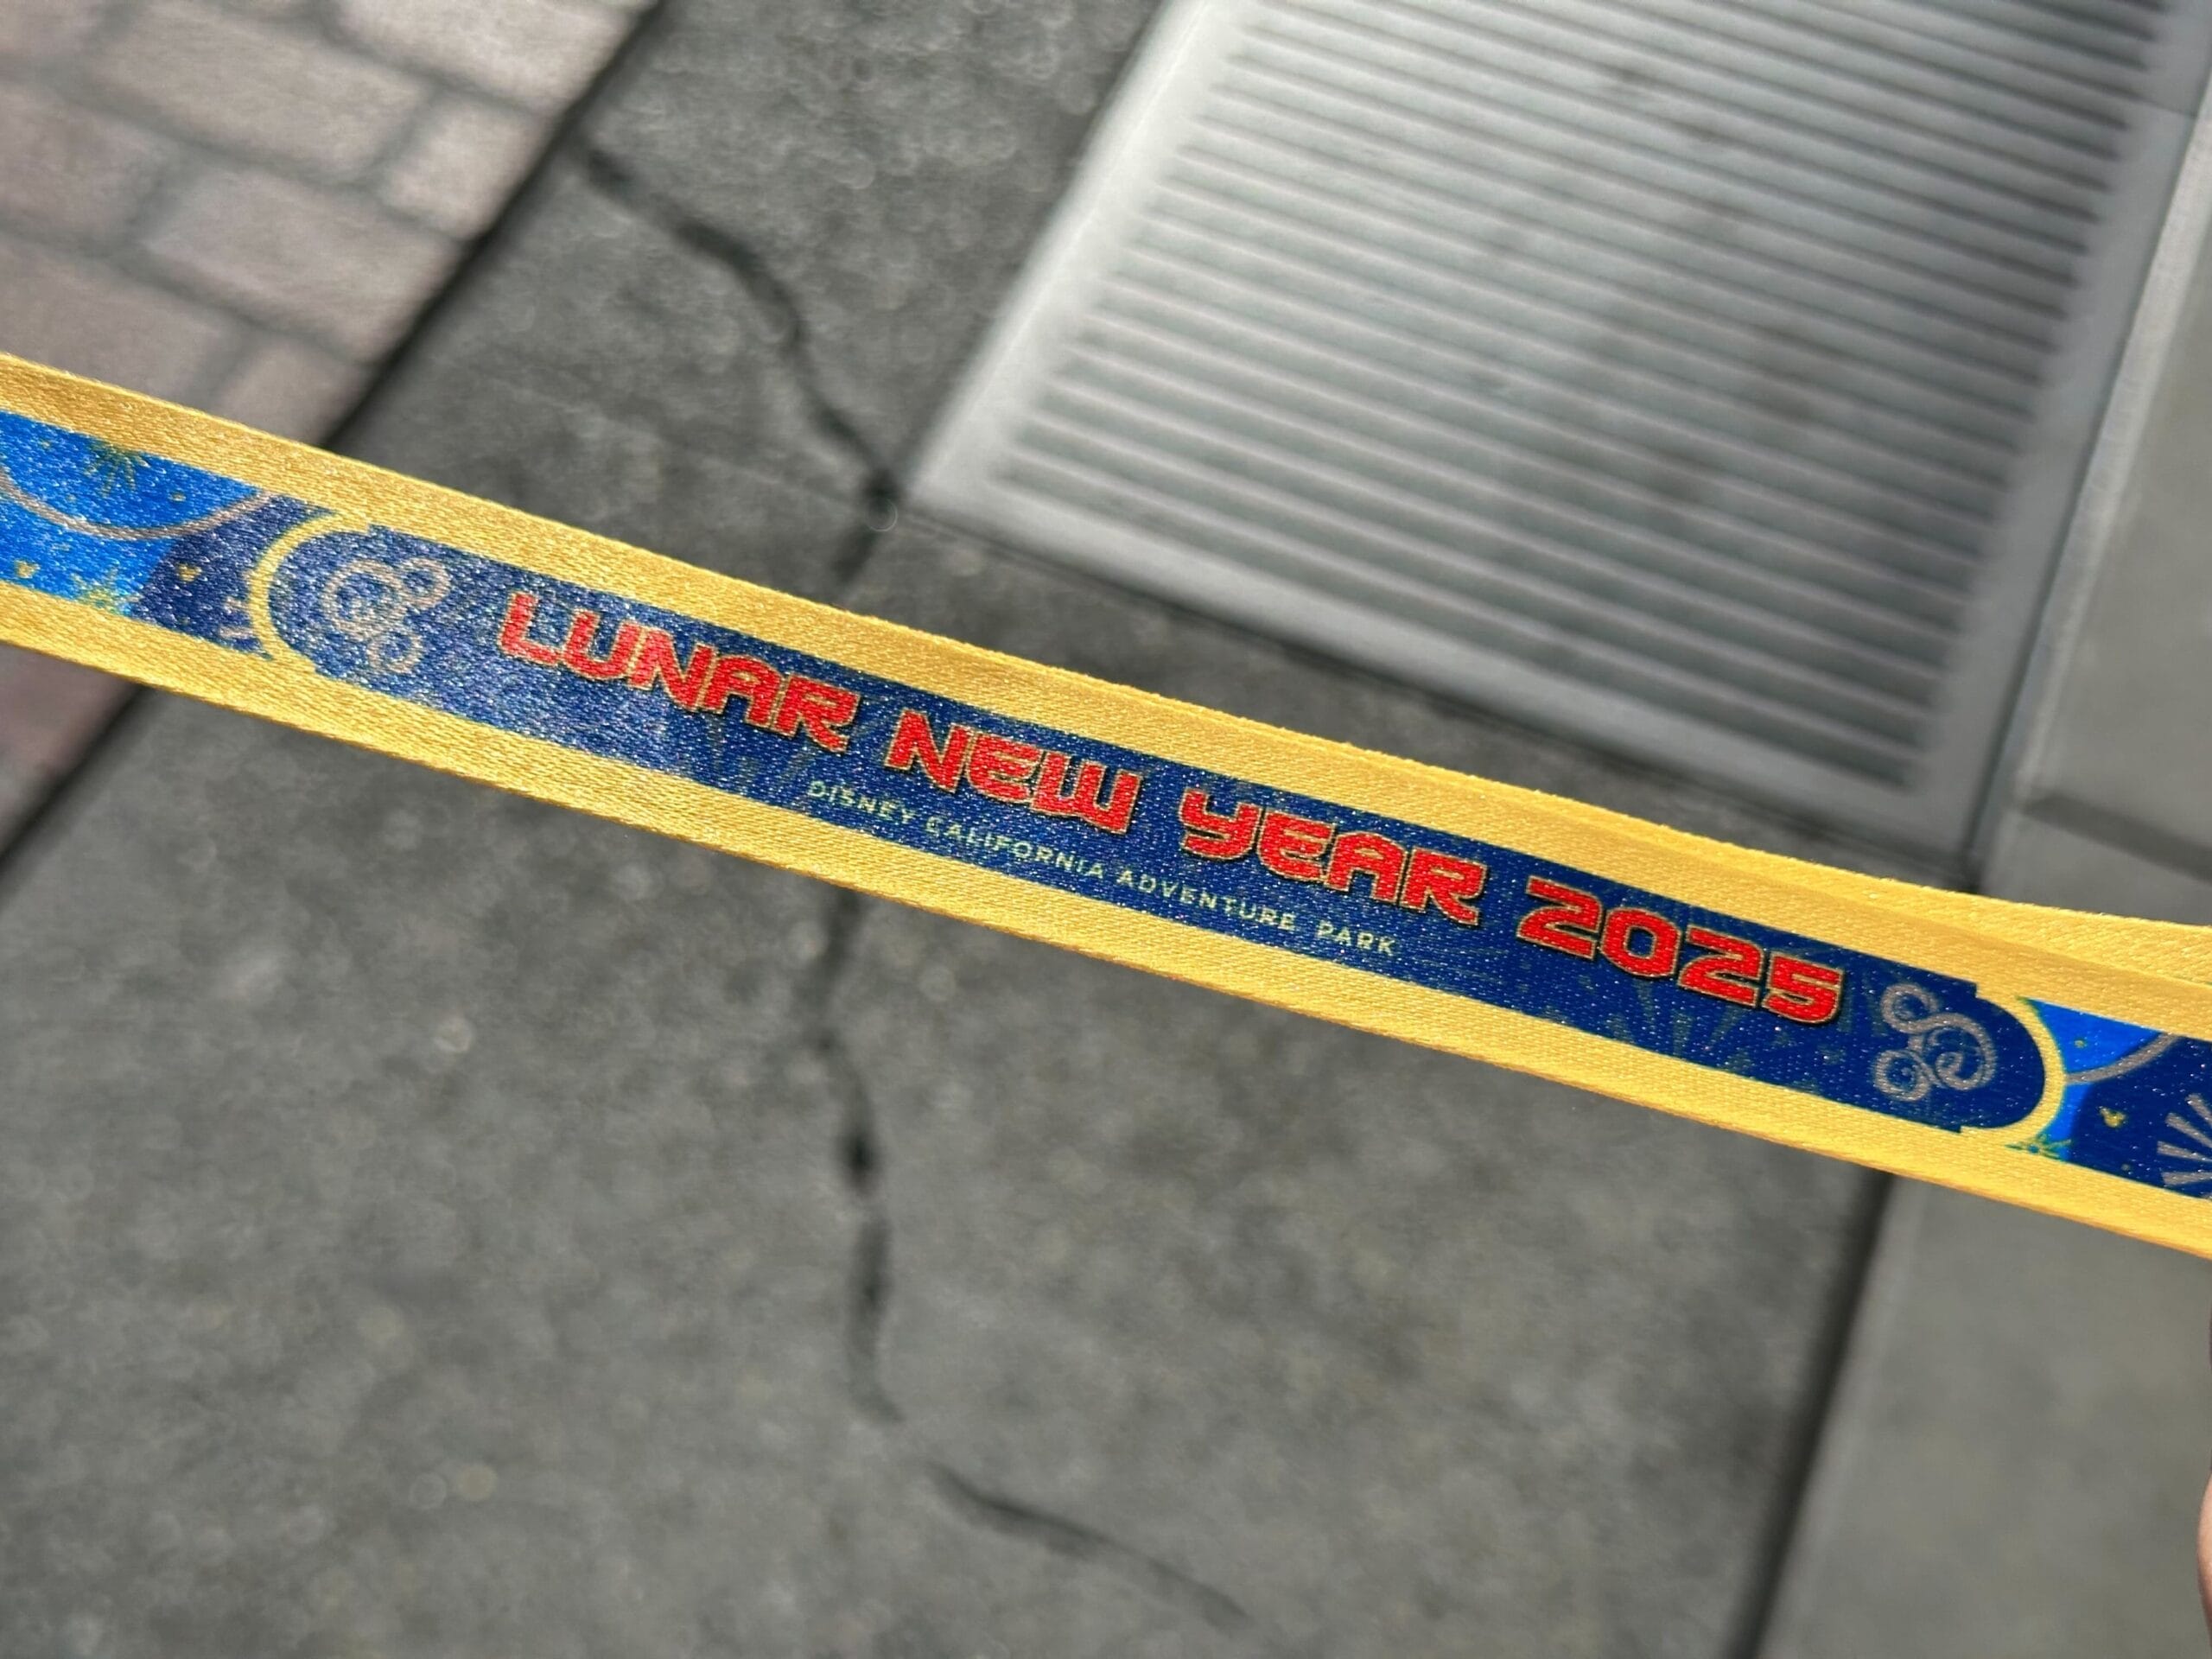 LUNAR NEW YEAR 2025
DISNEY CALIFORNIA ADVENTURE PARK